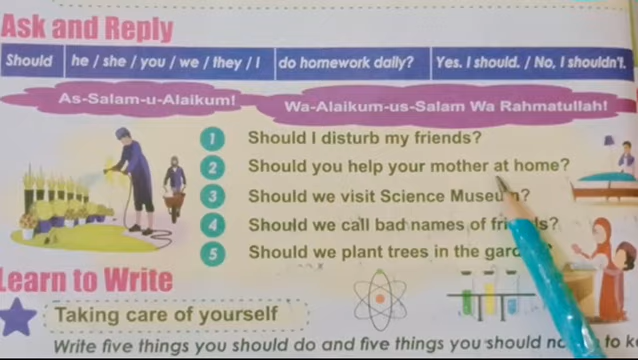 Ask and Reply
Should he / she / you / we / they / I do homework daily? Yes. I should. / No, I shouldn't.
As-Salam-u-Alaikum!
Wa-Alaikum-us-Salam Wa Rahmatullah!
1 Should I disturb my friends?
2 Should you help your mother at home?
3 Should we visit Science Museum?
4 Should we call bad names of friends?
5 Should we plant trees in the
Learn to Write
Taking care of yourself
Write five things you should do and five things you should to